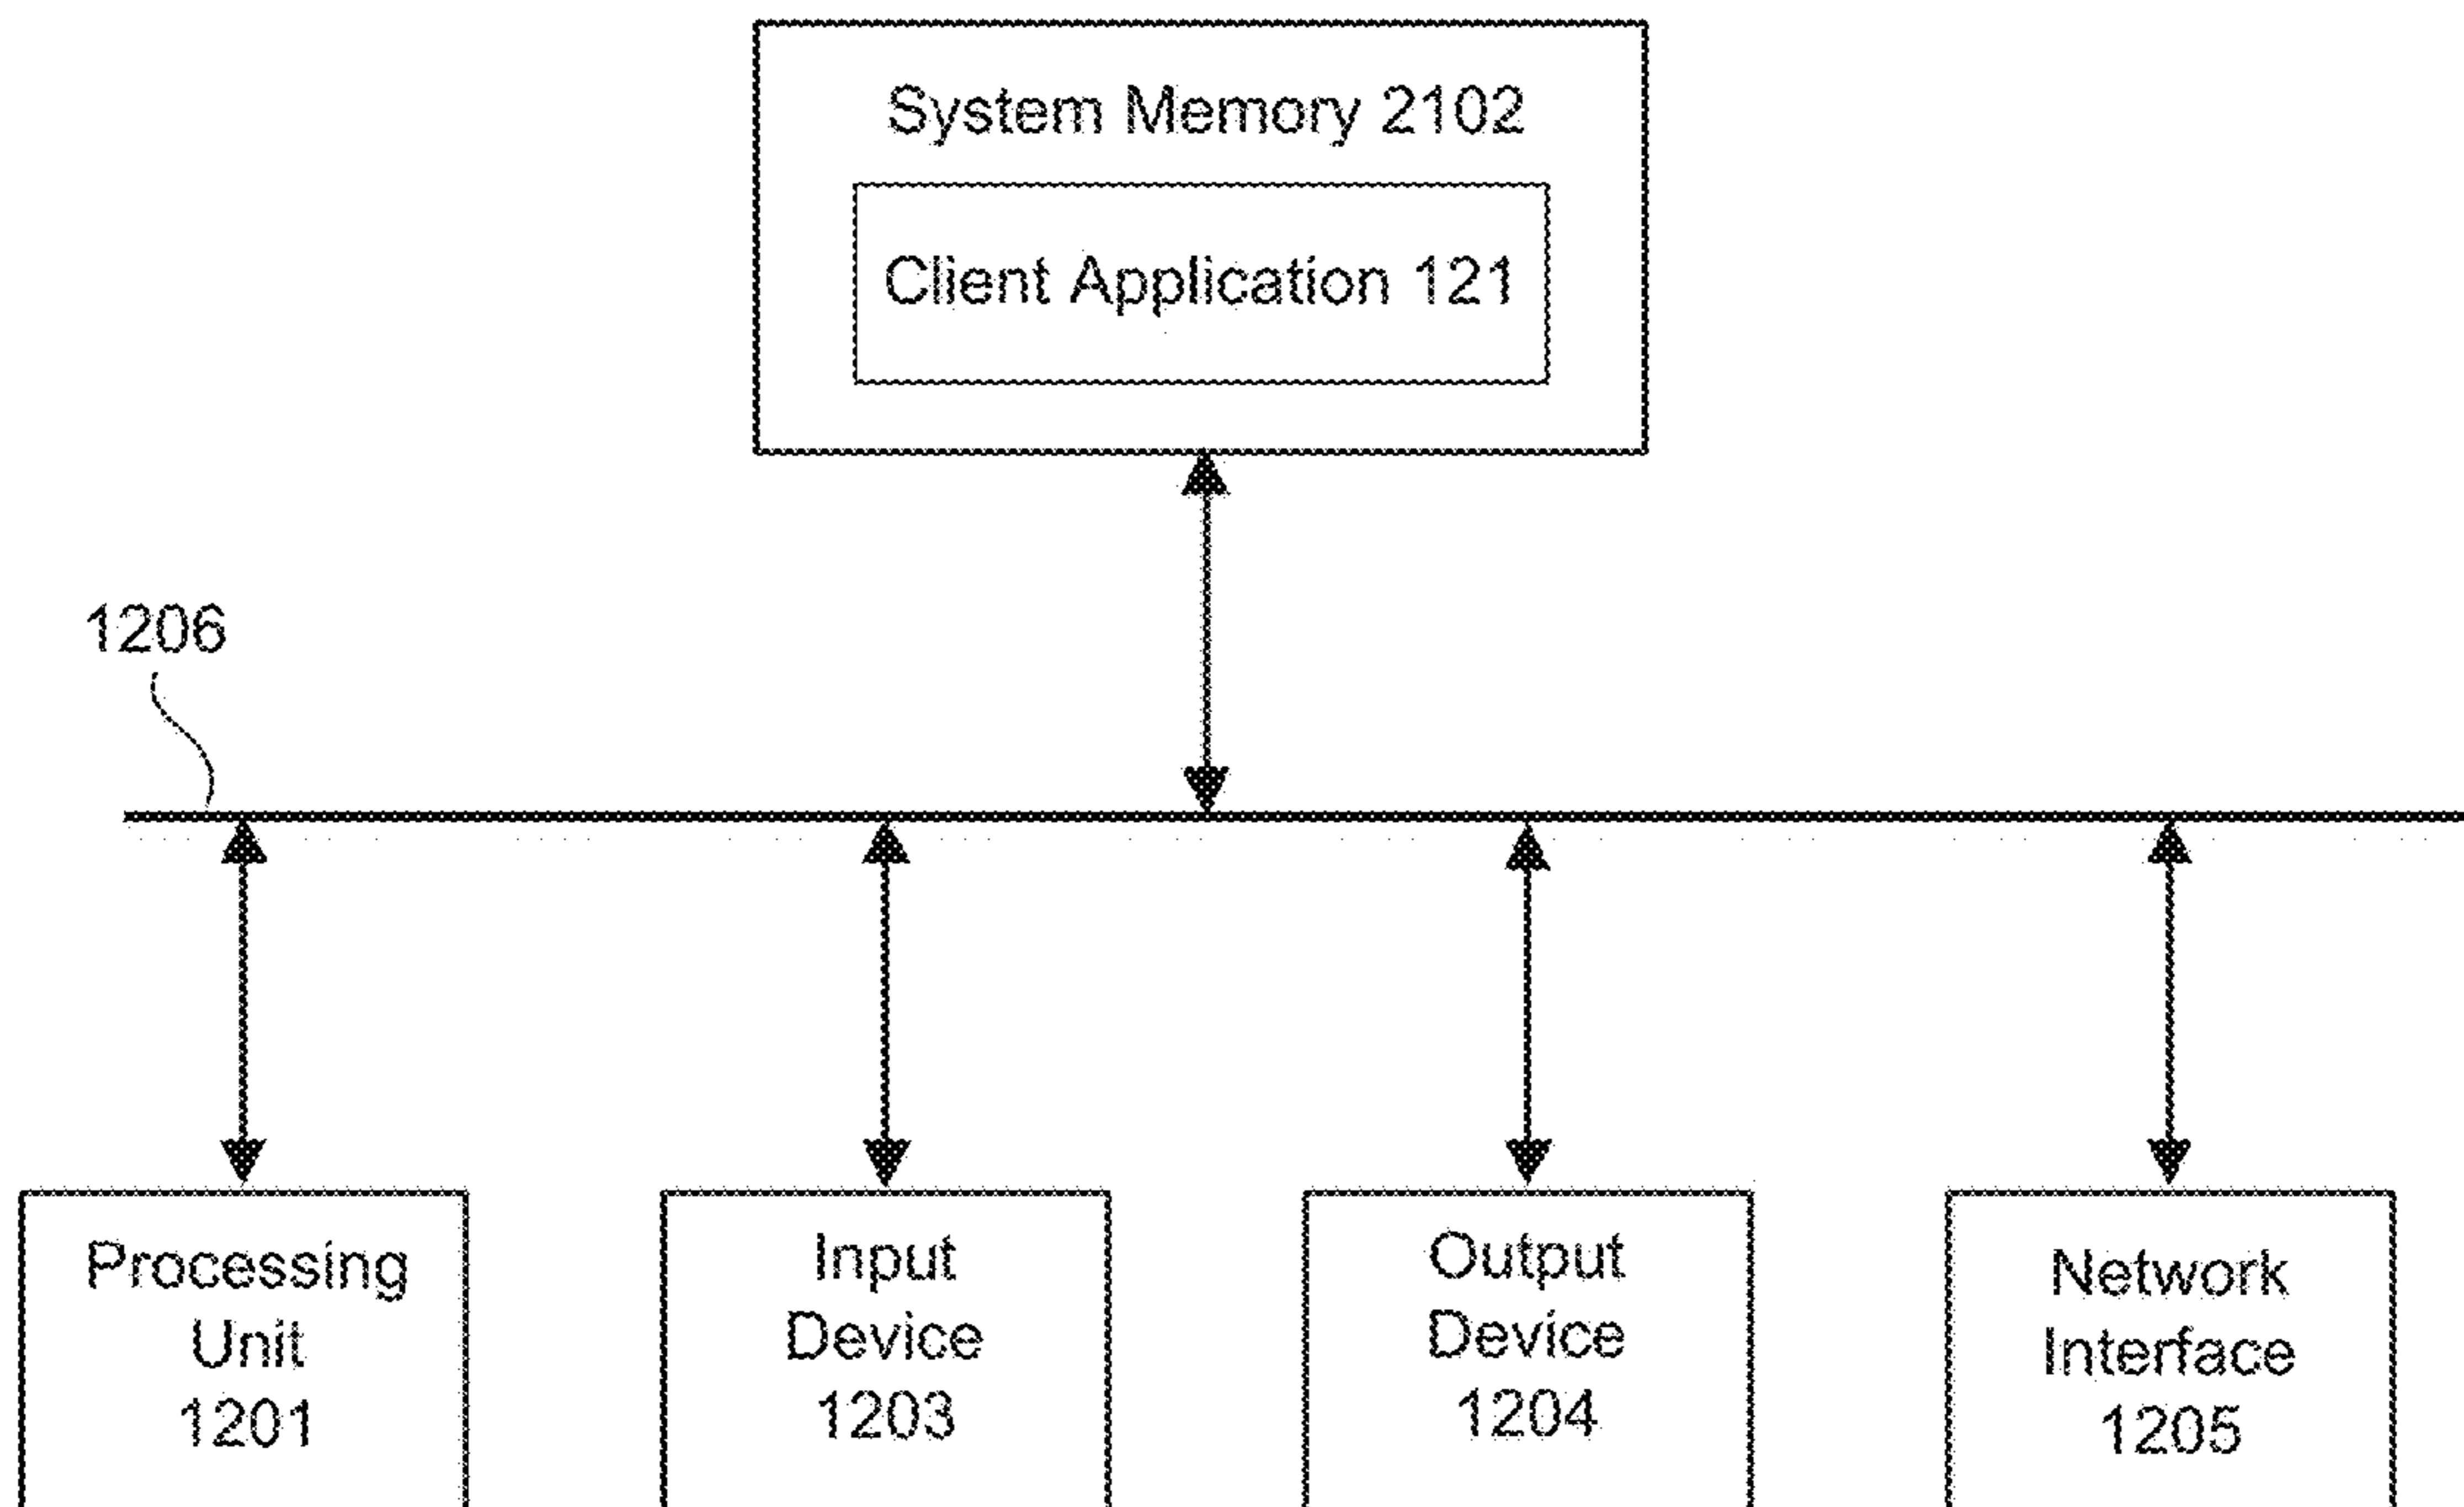 System Memory 2102
Client Application 121
1206
Processing
Unit
1201
Input
Device
1203
Output
Device
1204
Network
Interface
1205